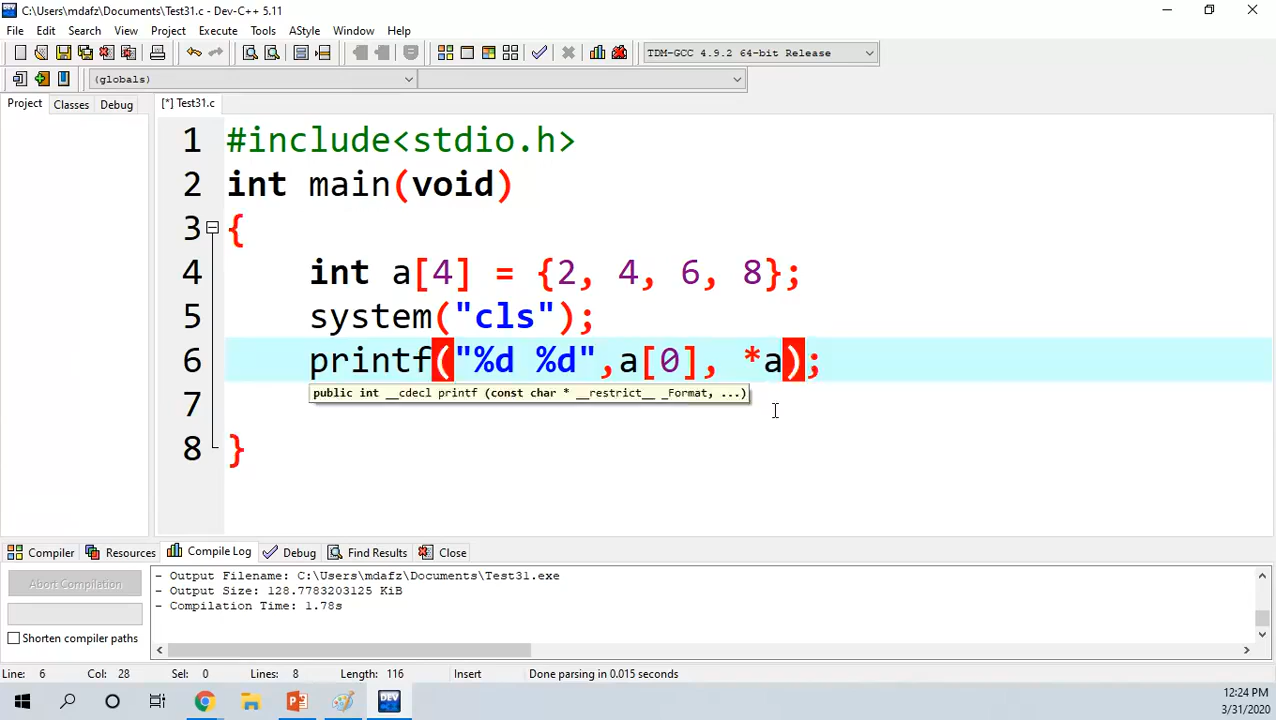 C:\Users\mdafz\Documents\Test31.c - Dev-C++ 5.11
File Edit Search View Project Execute Tools AStyle Window Help
TDM-GCC 4.9.2 64-bit Release
(globals)
Project Classes Debug [*] Test31.c
1 #include<stdio.h>
2 int main(void)
3 {
4 int a[4] = {2, 4, 6, 8};
5 system("cls");
6 printf("%d %d",a[0], *a);
public int __cdecl printf (const char * __restrict__ _Format, ...)
7
8 }
Compiler Resources Compile Log Debug Find Results Close
Abort Compilation
Shorten compiler paths
- Output Filename: C:\Users\mdafz\Documents\Test31.exe
- Output Size: 128.7783203125 KiB
- Compilation Time: 1.78s
Line: 6 Col: 28 Sel: 0 Lines: 8 Length: 116 Insert Done parsing in 0.015 seconds
DEV
12:24 PM
3/31/2020